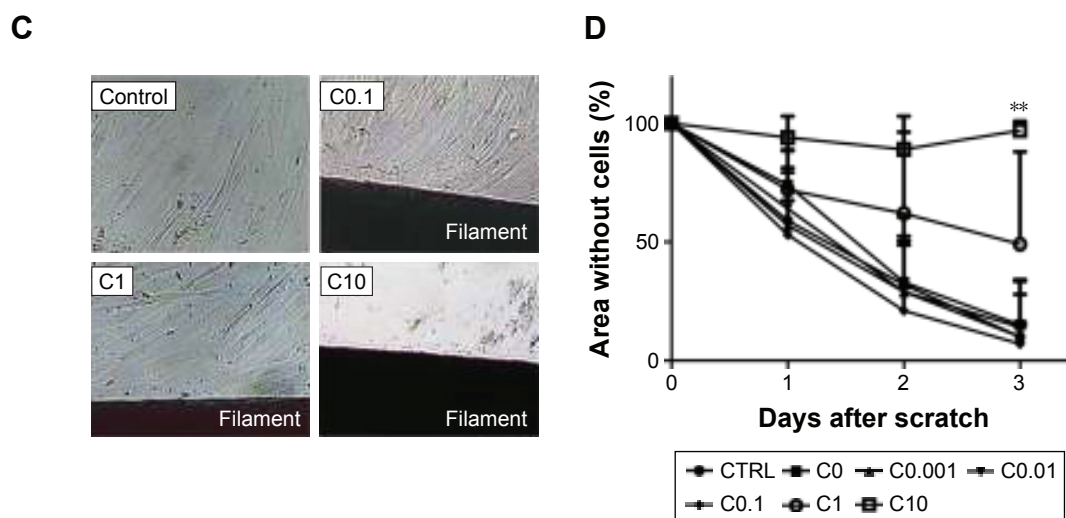 C
Control
C0.1
Filament
C1
Filament
C10
Filament
D
Area without cells (%)
100
50
0
**
0 1 2 3
Days after scratch
CTRL C0 C0.001 C0.01
C0.1 C1 C10